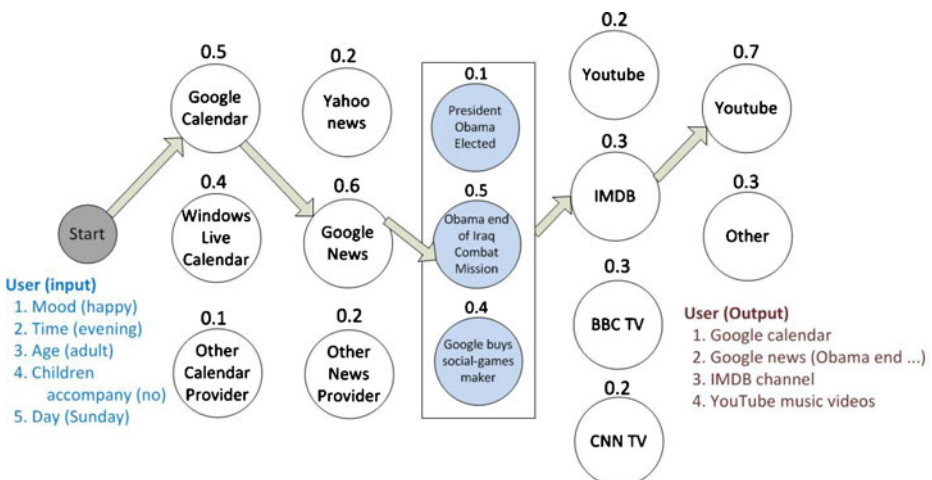 0.5
Google
Calendar
0.4
Windows
Live
Calendar
0.1
Other
Calendar
Provider
Start
User (input)
1. Mood (happy)
2. Time (evening)
3. Age (adult)
4. Children
accompany (no)
5. Day (Sunday)
0.2
Yahoo
news
0.6
Google
News
0.2
Other
News
Provider
0.1
President
Obama
Elected
0.5
Obama end
of Iraq
Combat
Mission
0.4
Google buys
social-games
maker
0.2
Youtube
0.3
IMDB
0.3
BBC TV
0.2
CNN TV
0.7
Youtube
0.3
Other
User (Output)
1. Google calendar
2. Google news (Obama end ...)
3. IMDB channel
4. YouTube music videos